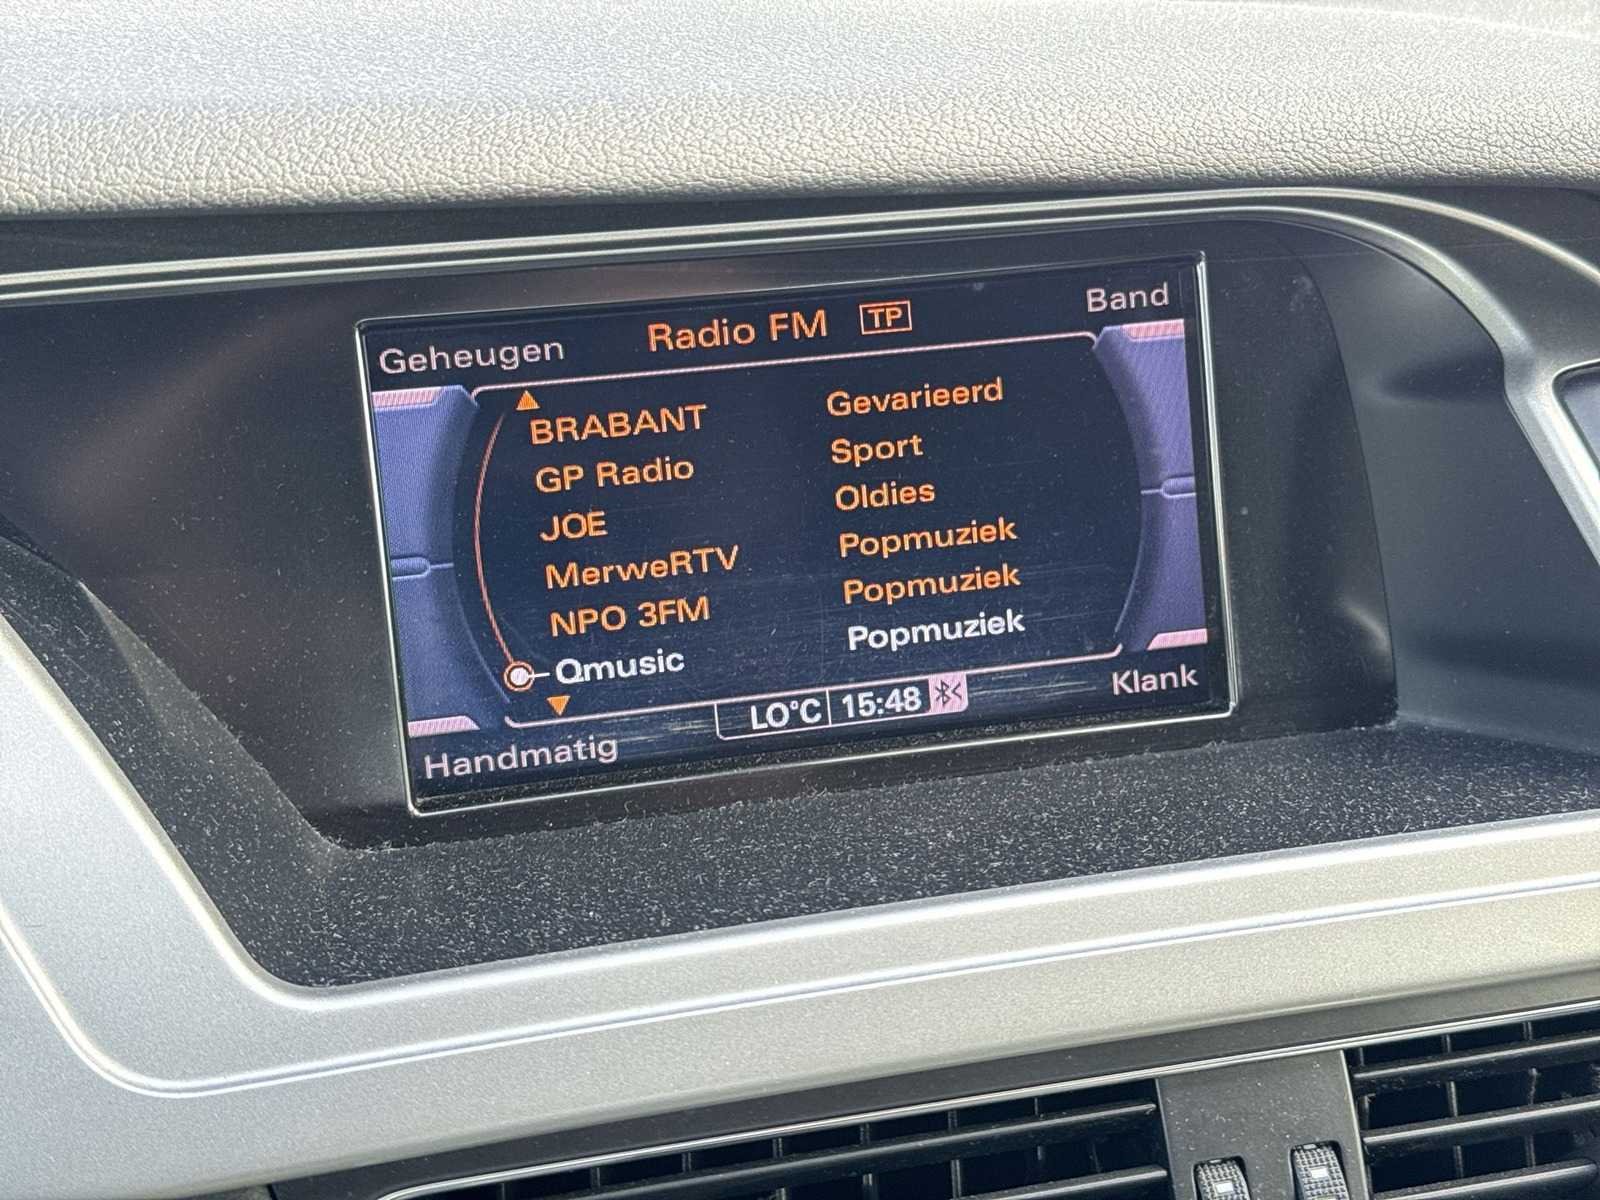 Geheugen Radio FM TP Band
BRABANT Gevarieerd
GP Radio Sport
JOE Oldies
MerweRTV Popmuziek
NPO 3FM Popmuziek
Qmusic Popmuziek
LO°C 15:48
Handmatig Klank